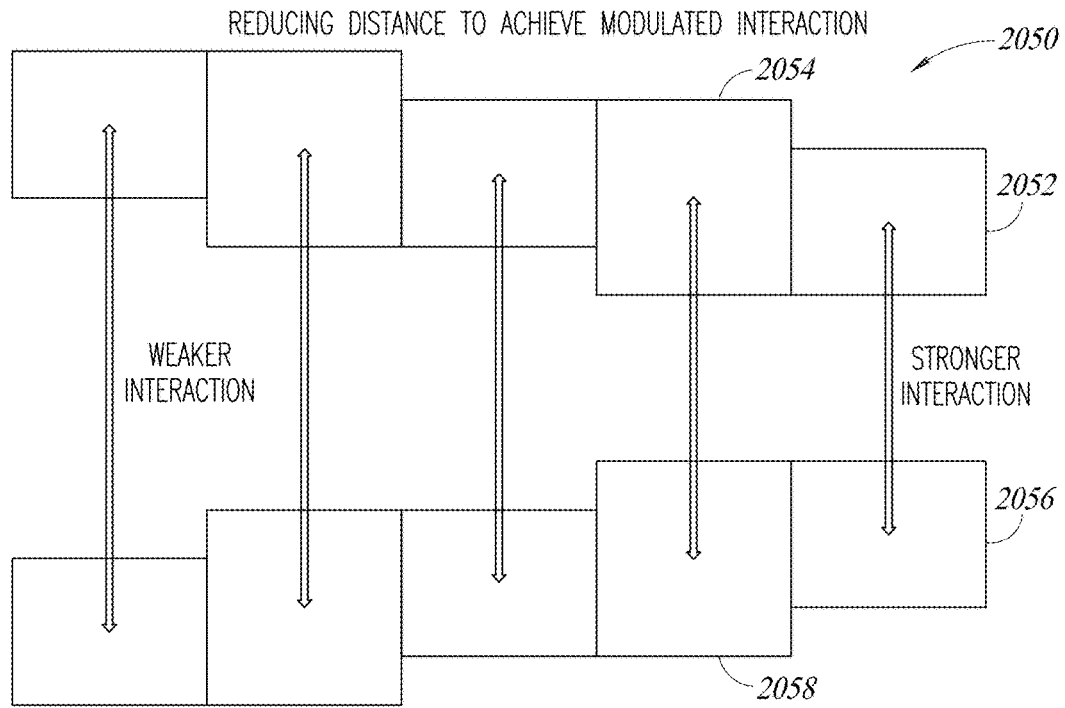 REDUCING DISTANCE TO ACHIEVE MODULATED INTERACTION
2050
2054
2052
WEAKER
INTERACTION
STRONGER
INTERACTION
2056
2058